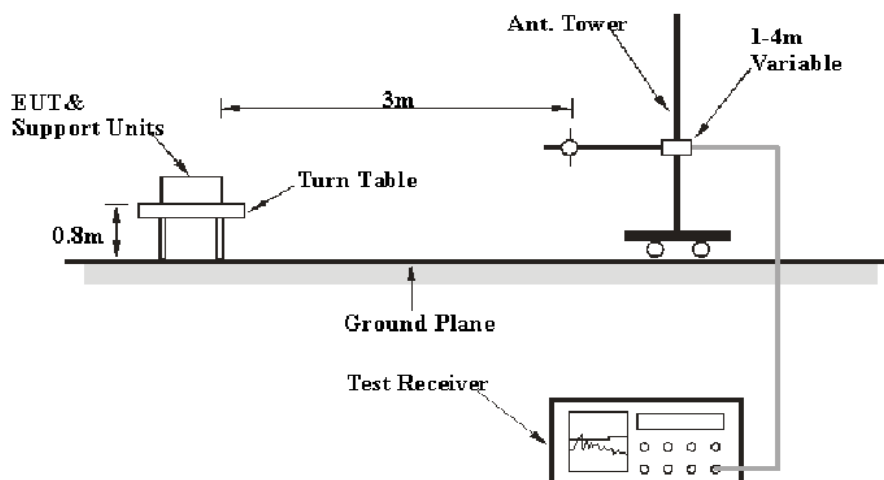 Ant. Tower
1-4m
Variable
3m
EUT&
Support Units
Turn Table
0.8m
Ground Plane
Test Receiver